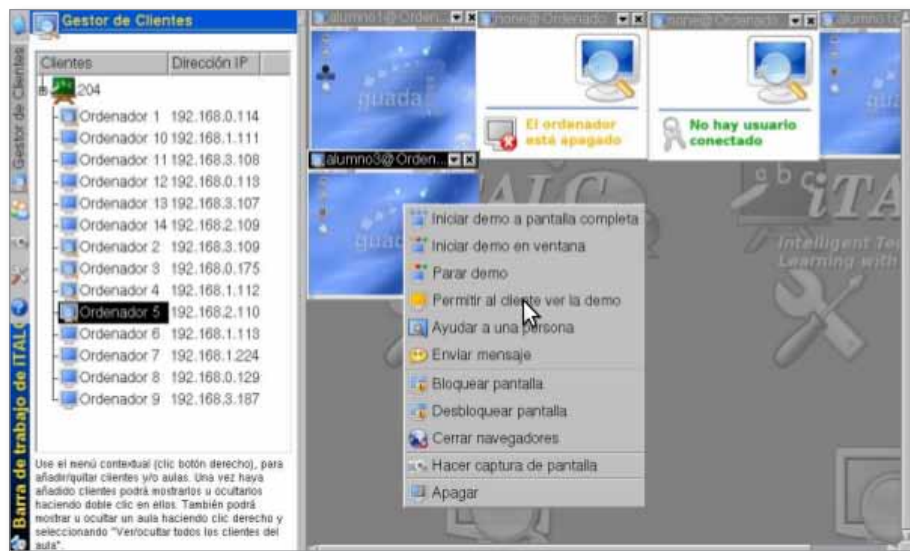 Gestor de Clientes
Clientes
Dirección IP
204
Ordenador 1 192.168.0.114
Ordenador 10 192.168.1.111
Ordenador 11 192.168.3.108
Ordenador 12 192.168.0.113
Ordenador 13 192.168.3.107
Ordenador 14 192.168.2.109
Ordenador 2 192.168.3.109
Ordenador 3 192.168.0.175
Ordenador 4 192.168.1.112
Ordenador 5 192.168.2.110
Ordenador 6 192.168.1.113
Ordenador 7 192.168.1.224
Ordenador 8 192.168.0.129
Ordenador 9 192.168.3.187
Use el menú contextual (clic botón derecho), para
añadir/quitar clientes y/o aulas. Una vez haya
añadido clientes podrá mostrarlos u ocultarlos
haciendo doble clic en ellos. También podrá
mostrar u ocultar un aula haciendo clic derecho y
seleccionando "Ver/ocultar todos los clientes del
aula".
Gestor de Clientes
Barra de trabajo de iTALC
alumno1@Orden...
none@Ordenado
none@Ordenado
guada
El ordenador
está apagado
No hay usuario
conectado
alumno3@Orden...
Iniciar demo a pantalla completa
Iniciar demo en ventana
Parar demo
Permitir al cliente ver la demo
Ayudar a una persona
Enviar mensaje
Bloquear pantalla
Desbloquear pantalla
Cerrar navegadores
Hacer captura de pantalla
Apagar
abc
iTA
Intelligent Te
Learning with